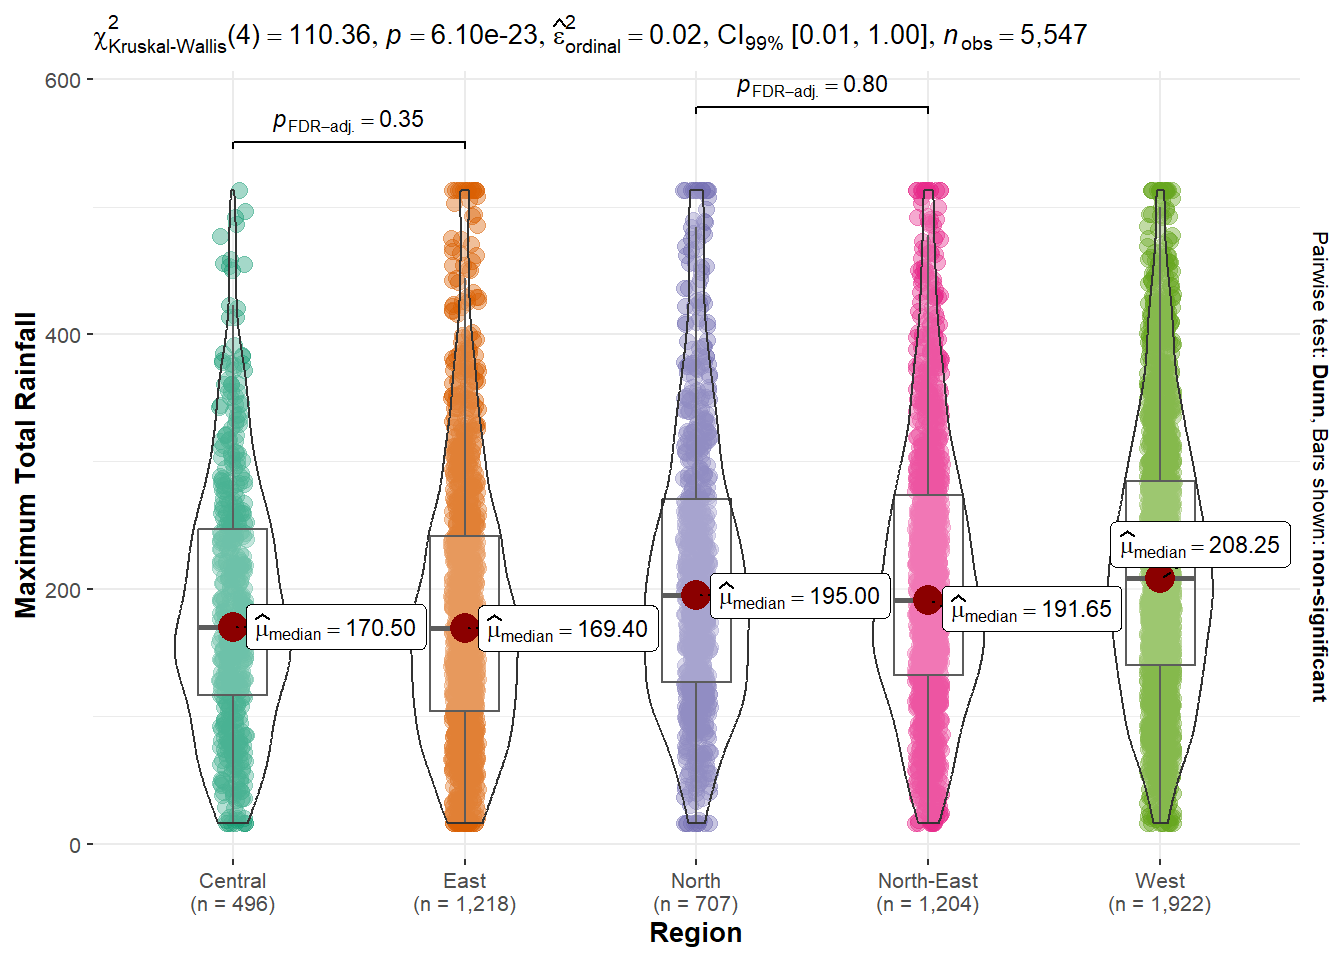 χ²Kruskal-Wallis(4) = 110.36, p = 6.10e-23, ε̂²ordinal = 0.02, CI99% [0.01, 1.00], nobs = 5,547
600
400
200
0
Maximum Total Rainfall
pFDR–adj. = 0.35
pFDR–adj. = 0.80
μ̂median = 170.50
μ̂median = 169.40
μ̂median = 195.00
μ̂median = 191.65
μ̂median = 208.25
Central
(n = 496)
East
(n = 1,218)
North
(n = 707)
North-East
(n = 1,204)
West
(n = 1,922)
Region
Pairwise test: Dunn, Bars shown: non-significant